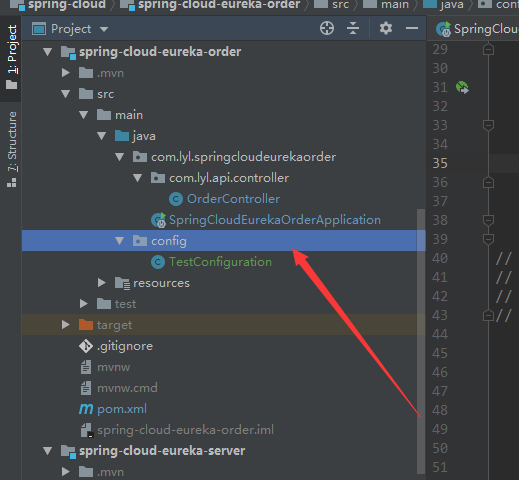 spring-cloud spring-cloud-eureka-order src main java co
Project SpringCloud
1: Project
7: Structure
spring-cloud-eureka-order
.mvn
src
main
java
com.lyl.springcloudeurekaorder
com.lyl.api.controller
OrderController
SpringCloudEurekaOrderApplication
config
TestConfiguration
resources
test
target
.gitignore
mvnw
mvnw.cmd
pom.xml
spring-cloud-eureka-order.iml
spring-cloud-eureka-server
.mvn
29
30
31
32
33
34
35
36
37
38
39
40 //
41 //
42 //
43 //
44
45
46
47
48
49
50
51